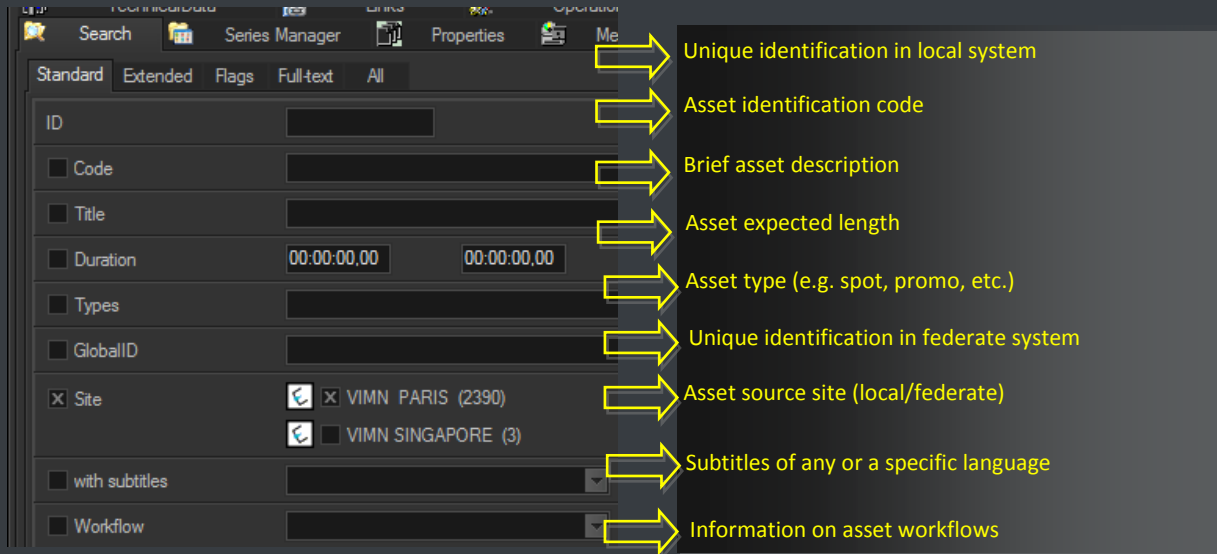 TechnicalData Links
Search Series Manager Properties Me
Standard Extended Flags Full-text All
Unique identification in local system
ID
Asset identification code
Code
Brief asset description
Title
Asset expected length
Duration 00:00:00,00 00:00:00,00
Asset type (e.g. spot, promo, etc.)
Types
Unique identification in federate system
GlobalID
Asset source site (local/federate)
Site VIMN PARIS (2390)
VIMN SINGAPORE (3)
Subtitles of any or a specific language
with subtitles
Workflow
Information on asset workflows